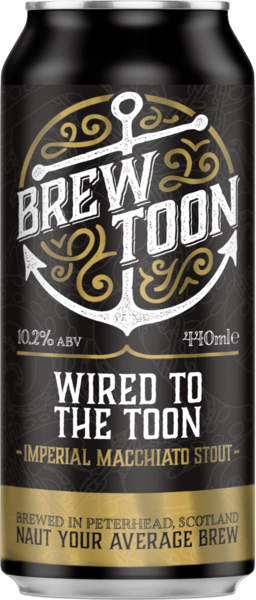 BREW
TOON
10.2% ABV 440ml℮
WIRED TO
THE TOON
-IMPERIAL MACCHIATO STOUT-
BREWED IN PETERHEAD, SCOTLAND
NAUT YOUR AVERAGE BREW